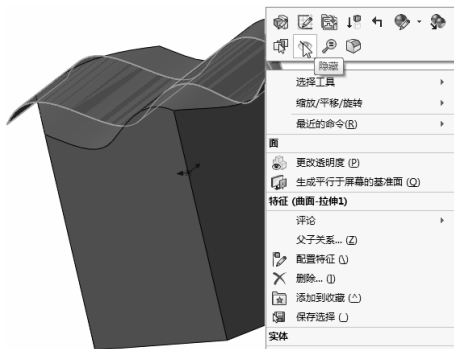 隐藏
选择工具
缩放/平移/旋转
最近的命令(R)
面
更改透明度 (P)
生成平行于屏幕的基准面 (Q)
特征 (曲面-拉伸1)
评论
父子关系... (Z)
配置特征 (\)
删除... (])
添加到收藏 (^)
保存选择 (_)
实体